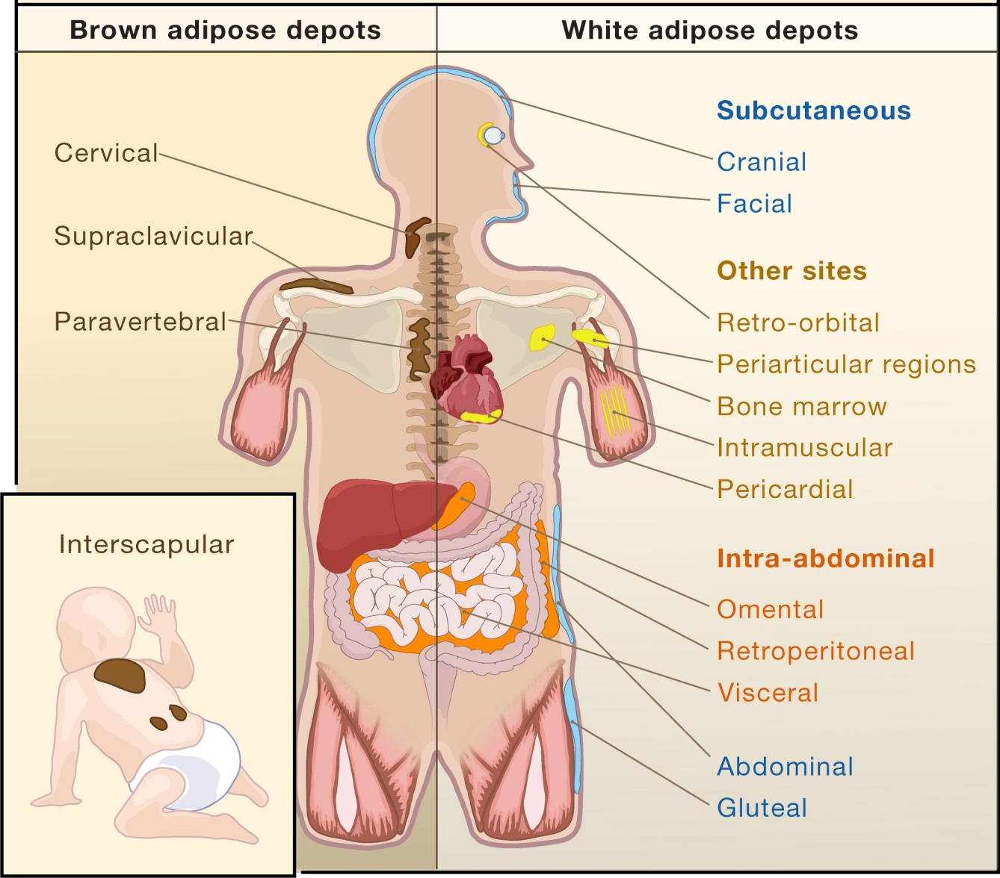 Brown adipose depots
White adipose depots
Cervical
Supraclavicular
Paravertebral
Interscapular
Subcutaneous
Cranial
Facial
Other sites
Retro-orbital
Periarticular regions
Bone marrow
Intramuscular
Pericardial
Intra-abdominal
Omental
Retroperitoneal
Visceral
Abdominal
Gluteal